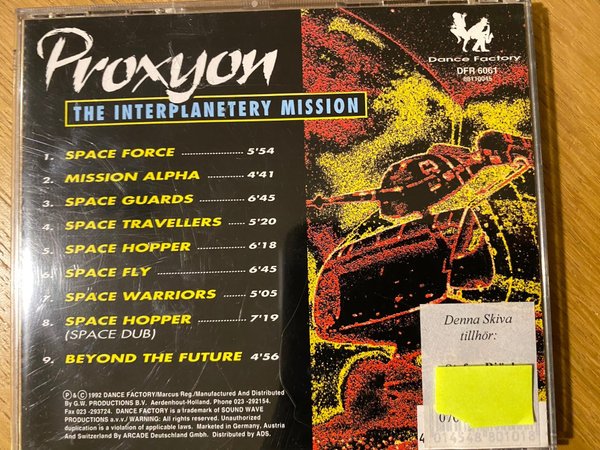 Proxyon
THE INTERPLANETERY MISSION
Dance Factory
DFR 6061
1. SPACE FORCE 5'54
2. MISSION ALPHA 4'41
3. SPACE GUARDS 6'45
4. SPACE TRAVELLERS 5'20
5. SPACE HOPPER 6'18
6. SPACE FLY 6'45
7. SPACE WARRIORS 5'05
8. SPACE HOPPER 7'19
(SPACE DUB)
9. BEYOND THE FUTURE 4'56
Denna Skiva
tillhör:
Ⓟ & © 1992 DANCE FACTORY/Marcus Reg./Manufactured And Distributed
By G.W. PRODUCTIONS B.V. Aerdenhout-Holland. Phone 023 -292154.
Fax 023 -293724. DANCE FACTORY is a trademark of SOUND WAVE
PRODUCTIONS a.v.v./ WARNING: All rights reserved. Unauthorized
duplication is a violation of applicable laws. Marketed in Germany, Austria
And Switzerland By ARCADE Deutschland Gmbh. Distributed by ADS.
4 014548 801018